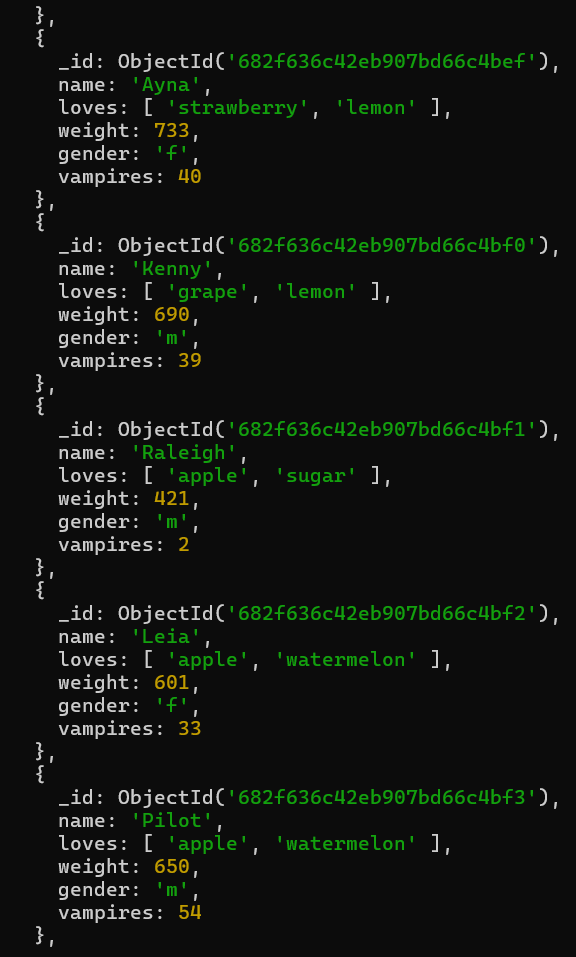 },
{
_id: ObjectId('682f636c42eb907bd66c4bef'),
name: 'Ayna',
loves: [ 'strawberry', 'lemon' ],
weight: 733,
gender: 'f',
vampires: 40
},
{
_id: ObjectId('682f636c42eb907bd66c4bf0'),
name: 'Kenny',
loves: [ 'grape', 'lemon' ],
weight: 690,
gender: 'm',
vampires: 39
},
{
_id: ObjectId('682f636c42eb907bd66c4bf1'),
name: 'Raleigh',
loves: [ 'apple', 'sugar' ],
weight: 421,
gender: 'm',
vampires: 2
},
{
_id: ObjectId('682f636c42eb907bd66c4bf2'),
name: 'Leia',
loves: [ 'apple', 'watermelon' ],
weight: 601,
gender: 'f',
vampires: 33
},
{
_id: ObjectId('682f636c42eb907bd66c4bf3'),
name: 'Pilot',
loves: [ 'apple', 'watermelon' ],
weight: 650,
gender: 'm',
vampires: 54
},